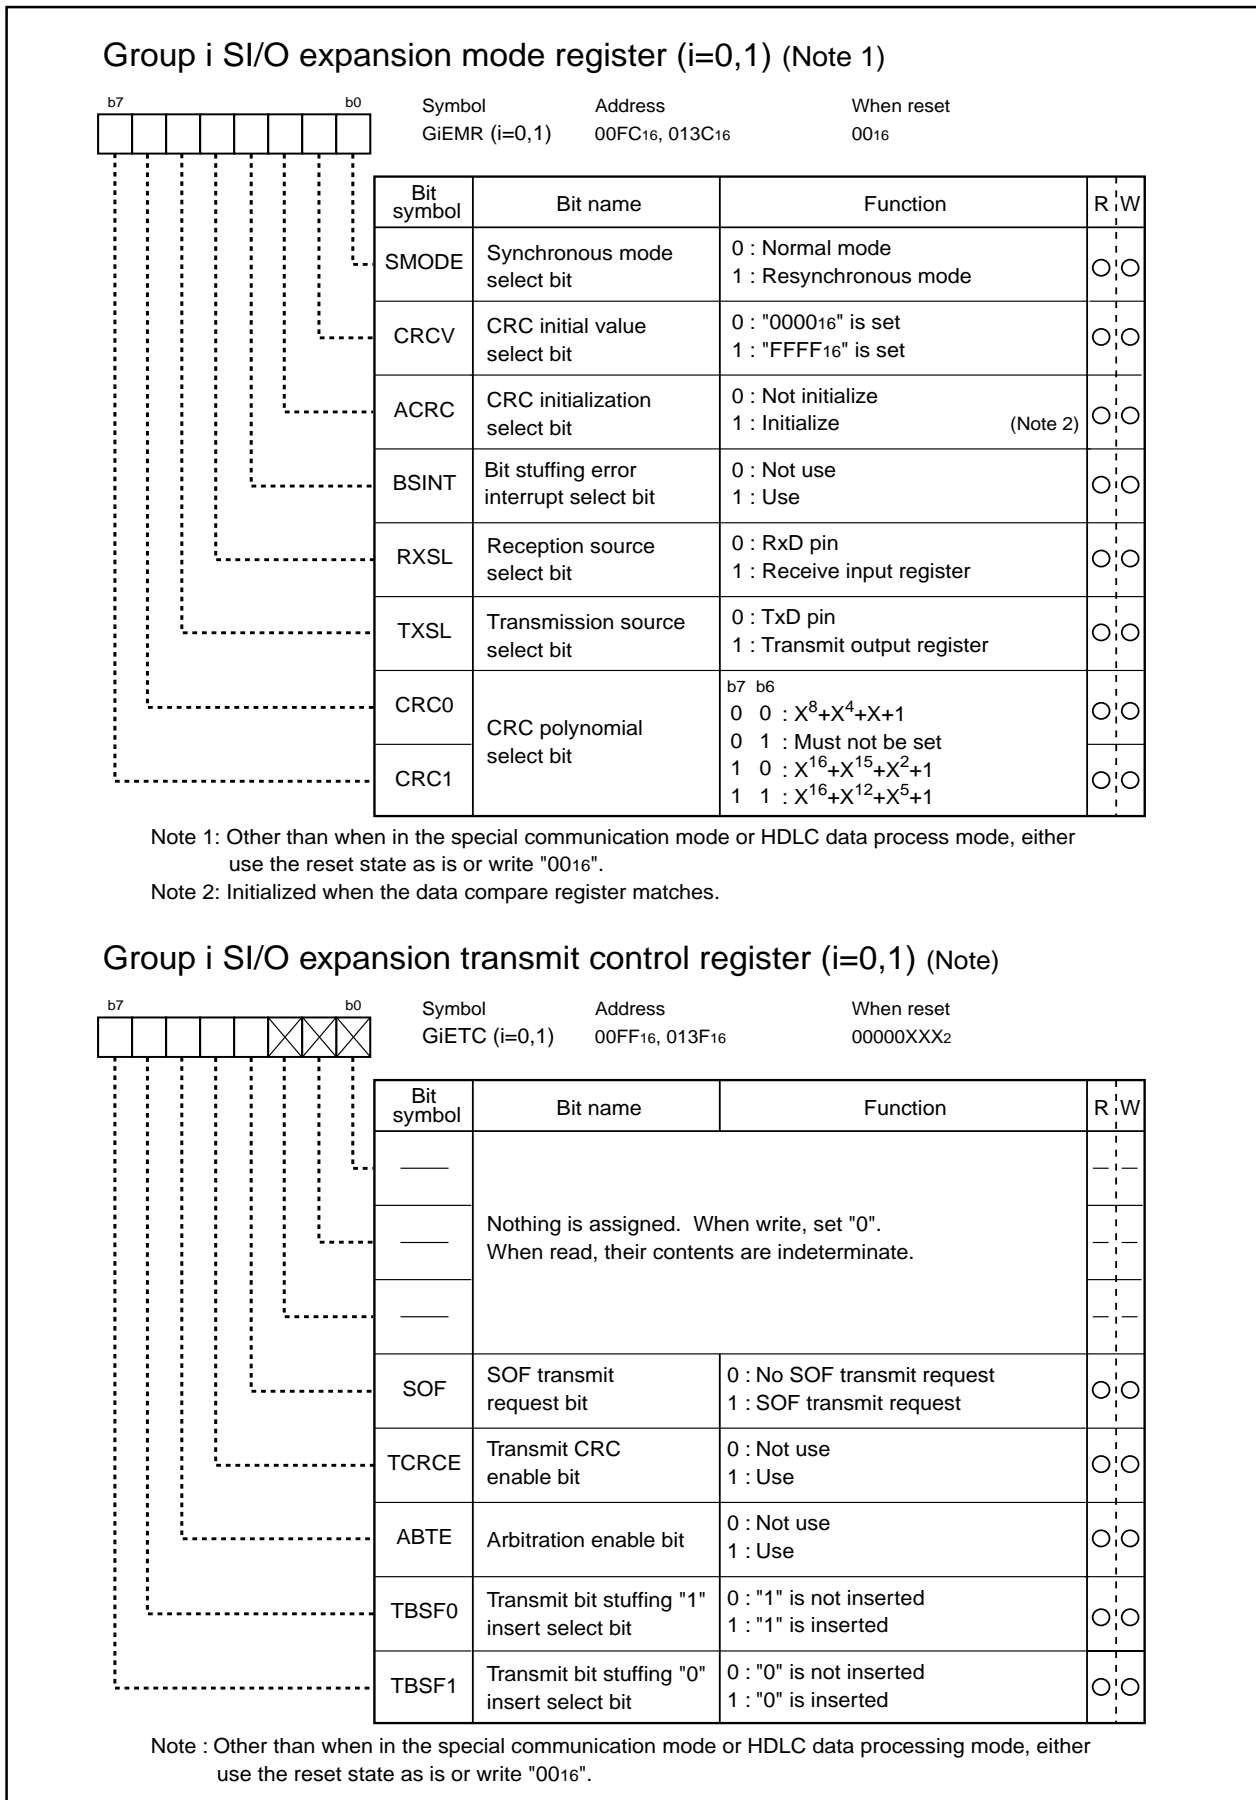 Group i SI/O expansion mode register (i=0,1) (Note 1)
b7 b0 Symbol Address When reset
GiEMR (i=0,1) 00FC16, 013C16 0016
Bit symbol Bit name Function R W
SMODE Synchronous mode select bit 0 : Normal mode
1 : Resynchronous mode
CRCV CRC initial value select bit 0 : "000016" is set
1 : "FFFF16" is set
ACRC CRC initialization select bit 0 : Not initialize
1 : Initialize (Note 2)
BSINT Bit stuffing error interrupt select bit 0 : Not use
1 : Use
RXSL Reception source select bit 0 : RxD pin
1 : Receive input register
TXSL Transmission source select bit 0 : TxD pin
1 : Transmit output register
CRC0 CRC1 CRC polynomial select bit b7 b6
0 0 : X8+X4+X+1
0 1 : Must not be set
1 0 : X16+X15+X2+1
1 1 : X16+X12+X5+1
Note 1: Other than when in the special communication mode or HDLC data process mode, either
use the reset state as is or write "0016".
Note 2: Initialized when the data compare register matches.
Group i SI/O expansion transmit control register (i=0,1) (Note)
b7 b0 Symbol Address When reset
GiETC (i=0,1) 00FF16, 013F16 00000XXX2
Bit symbol Bit name Function R W
Nothing is assigned. When write, set "0".
When read, their contents are indeterminate.
SOF SOF transmit request bit 0 : No SOF transmit request
1 : SOF transmit request
TCRCE Transmit CRC enable bit 0 : Not use
1 : Use
ABTE Arbitration enable bit 0 : Not use
1 : Use
TBSF0 Transmit bit stuffing "1" insert select bit 0 : "1" is not inserted
1 : "1" is inserted
TBSF1 Transmit bit stuffing "0" insert select bit 0 : "0" is not inserted
1 : "0" is inserted
Note : Other than when in the special communication mode or HDLC data processing mode, either
use the reset state as is or write "0016".